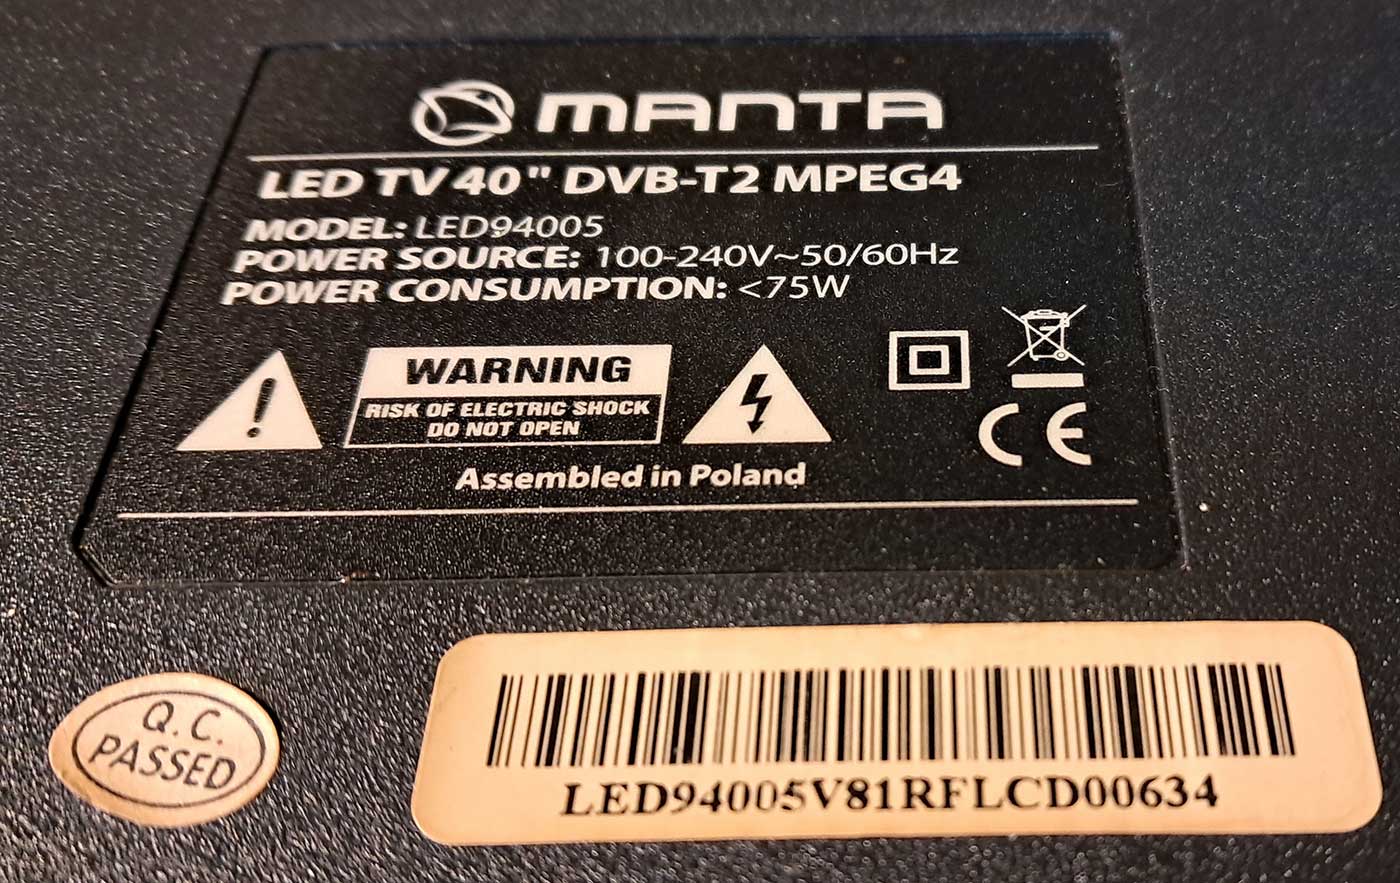 MANTA
LED TV 40" DVB-T2 MPEG4
MODEL: LED94005
POWER SOURCE: 100-240V~50/60Hz
POWER CONSUMPTION: <75W
WARNING
RISK OF ELECTRIC SHOCK
DO NOT OPEN
Assembled in Poland
CE
Q.C.
PASSED
LED94005V81RFLCD00634